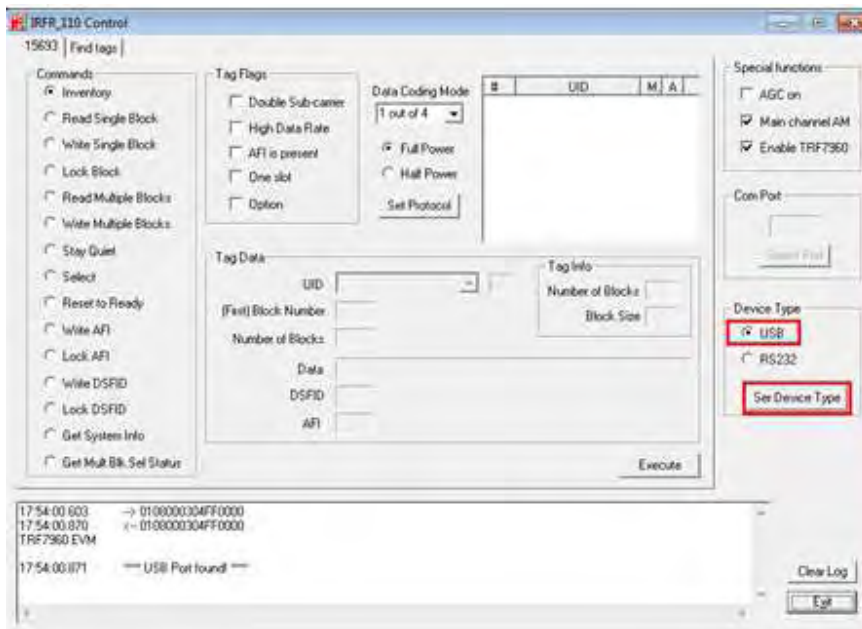 IRFR_110 Control
15693
Find tags
Commands
Inventory
Read Single Block
Write Single Block
Lock Block
Read Multiple Blocks
Write Multiple Blocks
Stay Quiet
Select
Reset to Ready
Write AFI
Lock AFI
Write DSFID
Lock DSFID
Get System Info
Get Mult Blk Sel Status
Tag Flags
Double Sub-carrier
High Data Rate
AFI is present
One slot
Option
Data Coding Mode
1 out of 4
Full Power
Half Power
Set Protocol
# UID M A
Tag Data
UID
(First) Block Number
Number of Blocks
Data
DSFID
AFI
Tag Info
Number of Blocks
Block Size
Execute
Special functions
AGC on
Main channel AM
Enable TRF7960
Com Port
Device Type
USB
RS232
Ser Device Type
17:54:00.603 --> 0108000304FF0000
17:54:00.870 <-- 0108000304FF0000
TRF7960 EVM
17:54:00.871 *** USB Port found! ***
Clear Log
Exit